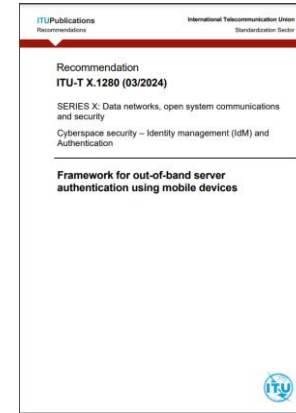 ITUPublications
International Telecommunication Union
Recommendations
Standardization Sector
Recommendation
ITU-T X.1280 (03/2024)
SERIES X: Data networks, open system communications
and security
Cyberspace security – Identity management (IdM) and
Authentication
Framework for out-of-band server
authentication using mobile devices
ITU